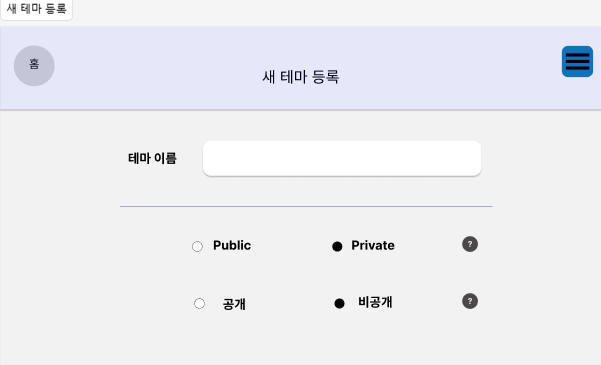 새 테마 등록
홈
새 테마 등록
테마 이름
Public Private ?
공개 비공개 ?